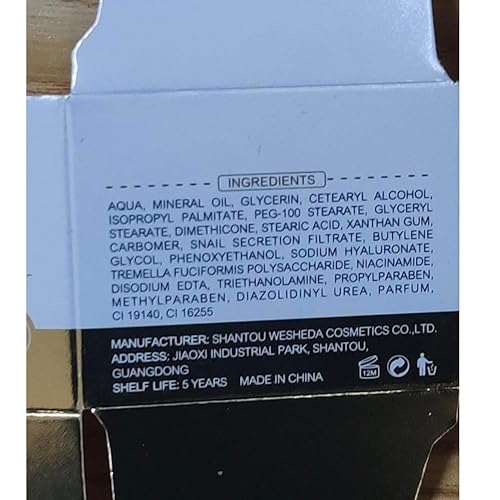 INGREDIENTS
AQUA, MINERAL OIL, GLYCERIN, CETEARYL ALCOHOL,
ISOPROPYL PALMITATE, PEG-100 STEARATE, GLYCERYL
STEARATE, DIMETHICONE, STEARIC ACID, XANTHAN GUM,
CARBOMER, SNAIL SECRETION FILTRATE, BUTYLENE
GLYCOL, PHENOXYETHANOL, SODIUM HYALURONATE,
TREMELLA FUCIFORMIS POLYSACCHARIDE, NIACINAMIDE,
DISODIUM EDTA, TRIETHANOLAMINE, PROPYLPARABEN,
METHYLPARABEN, DIAZOLIDINYL UREA, PARFUM,
CI 19140, CI 16255
MANUFACTURER: SHANTOU WESHEDA COSMETICS CO.,LTD.
ADDRESS: JIAOXI INDUSTRIAL PARK, SHANTOU,
GUANGDONG
SHELF LIFE: 5 YEARS MADE IN CHINA
12M